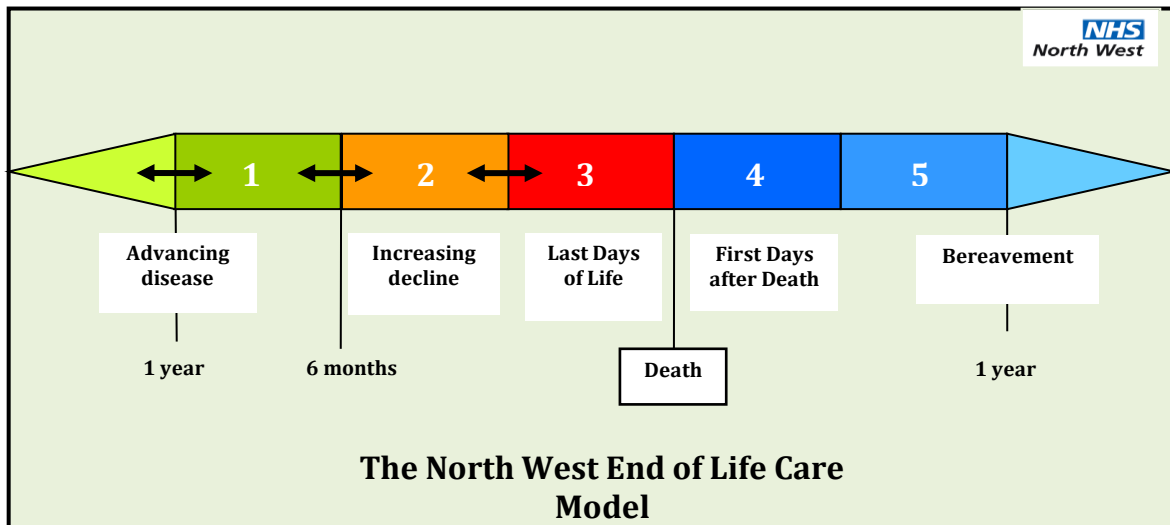 NHS
North West
1
2
3
4
5
Advancing
disease
Increasing
decline
Last Days
of Life
First Days
after Death
Bereavement
1 year
6 months
Death
1 year
The North West End of Life Care
Model